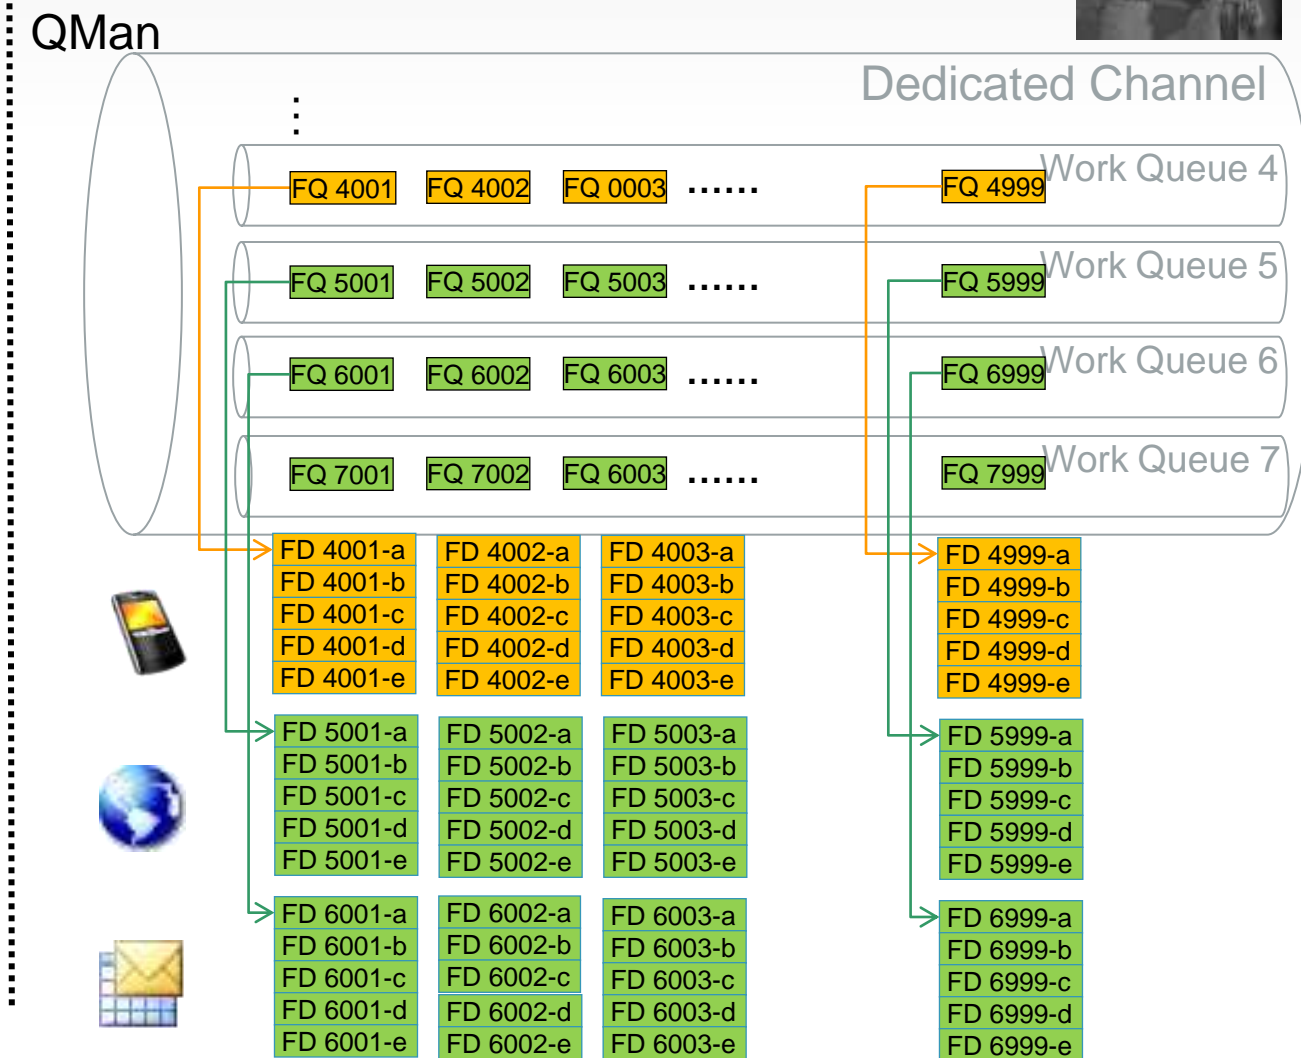 QMan
Dedicated Channel
⋮
FQ 4001 FQ 4002 FQ 0003 ...... FQ 4999 Work Queue 4
FQ 5001 FQ 5002 FQ 5003 ...... FQ 5999 Work Queue 5
FQ 6001 FQ 6002 FQ 6003 ...... FQ 6999 Work Queue 6
FQ 7001 FQ 7002 FQ 6003 ...... FQ 7999 Work Queue 7
FD 4001-a FD 4002-a FD 4003-a FD 4999-a
FD 4001-b FD 4002-b FD 4003-b FD 4999-b
FD 4001-c FD 4002-c FD 4003-c FD 4999-c
FD 4001-d FD 4002-d FD 4003-d FD 4999-d
FD 4001-e FD 4002-e FD 4003-e FD 4999-e
FD 5001-a FD 5002-a FD 5003-a FD 5999-a
FD 5001-b FD 5002-b FD 5003-b FD 5999-b
FD 5001-c FD 5002-c FD 5003-c FD 5999-c
FD 5001-d FD 5002-d FD 5003-d FD 5999-d
FD 5001-e FD 5002-e FD 5003-e FD 5999-e
FD 6001-a FD 6002-a FD 6003-a FD 6999-a
FD 6001-b FD 6002-b FD 6003-b FD 6999-b
FD 6001-c FD 6002-c FD 6003-c FD 6999-c
FD 6001-d FD 6002-d FD 6003-d FD 6999-d
FD 6001-e FD 6002-e FD 6003-e FD 6999-e